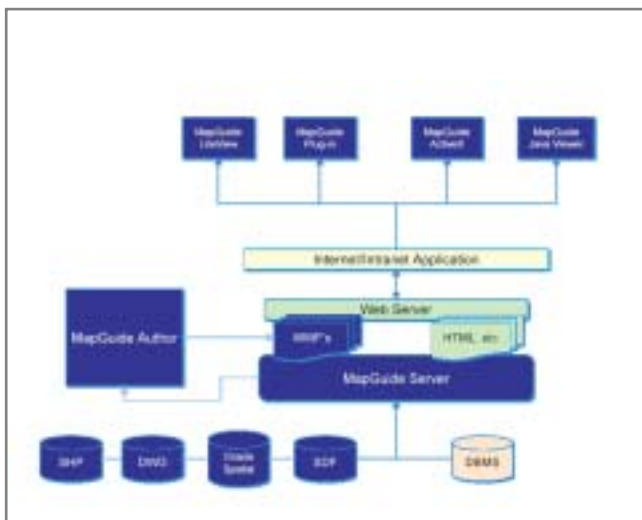 MapGuide
LiteView
MapGuide
Plug-in
MapGuide
ActiveX
MapGuide
Java Viewer
Internet/Intranet Application
Web Server
MapGuide Author
MWF's
HTML, etc
MapGuide Server
SHP
DWG
Oracle
Spatial
SDF
DBMS